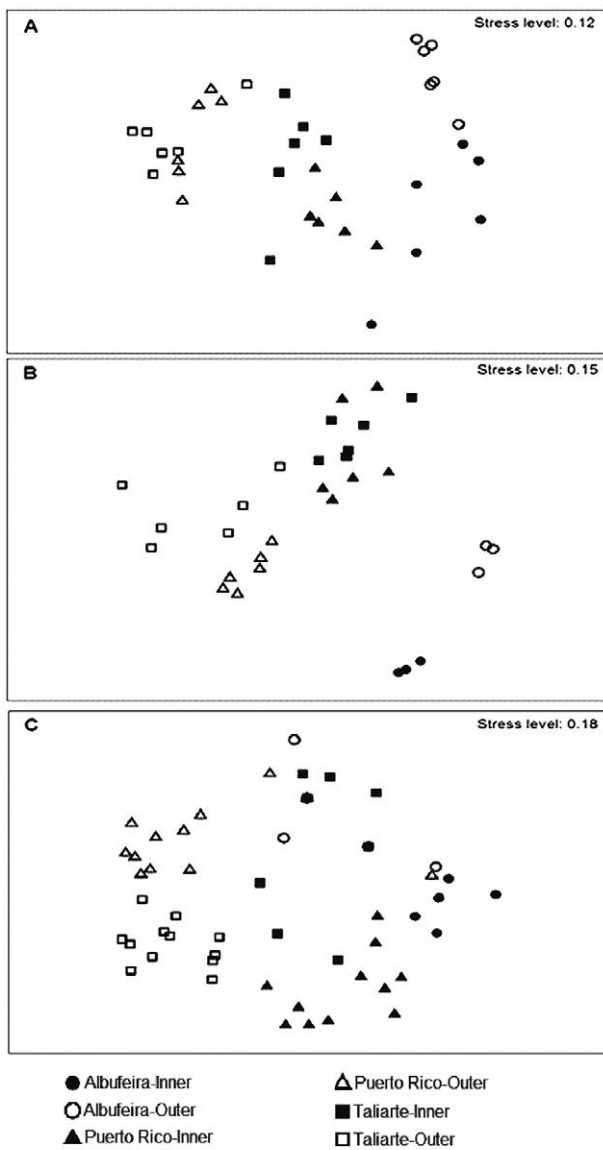 A
Stress level: 0.12
B
Stress level: 0.15
C
Stress level: 0.18
Albufeira-Inner
Puerto Rico-Outer
Albufeira-Outer
Taliarte-Inner
Puerto Rico-Inner
Taliarte-Outer